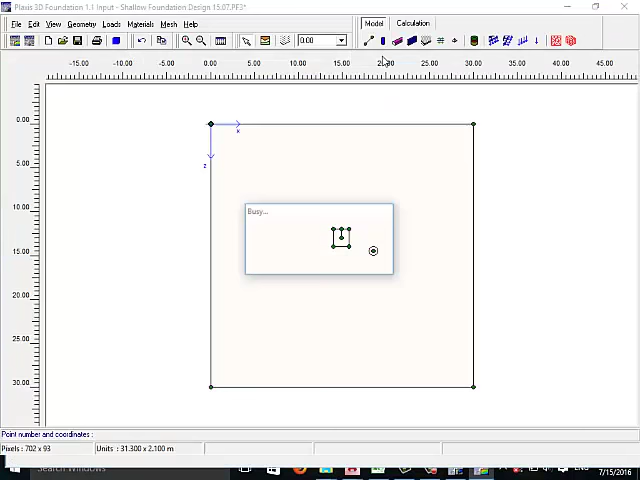 Plaxis 3D Foundation 1.1 Input - Shallow Foundation Design 15.07.PF3*
Model
Calculation
File Edit View Geometry Loads Materials Mesh Help
0.00
-15.00 -10.00 -5.00 0.00 5.00 10.00 15.00 20.00 25.00 30.00 35.00 40.00 45.00
0.00
x
z
5.00
10.00
Busy...
15.00
20.00
25.00
30.00
Point number and coordinates :
Pixels : 702 x 93
Units : 31.300 x 2.100 m
Search Windows
ENG
7/15/2016